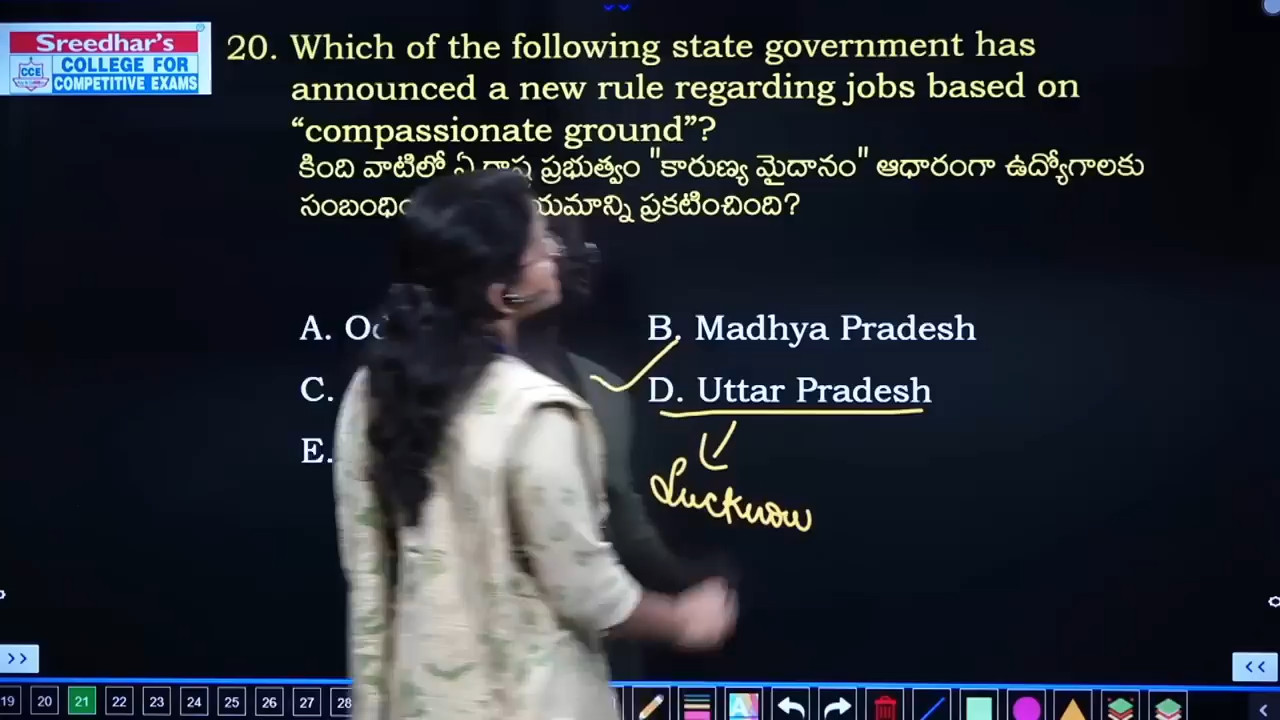 Sreedhar's
CCE
COLLEGE FOR
COMPETITIVE EXAMS
20. Which of the following state government has
announced a new rule regarding jobs based on
“compassionate ground”?
కింది వాటిలో ఏ ప్రభుత్వం "కారుణ్య మైదానం" ఆధారంగా ఉద్యోగాలకు
ప్రకటించింది?
A.
B. Madhya Pradesh
C.
D. Uttar Pradesh
E.
Lucknow
>> <<
19 20 21 22 23 24 25 26 27 28